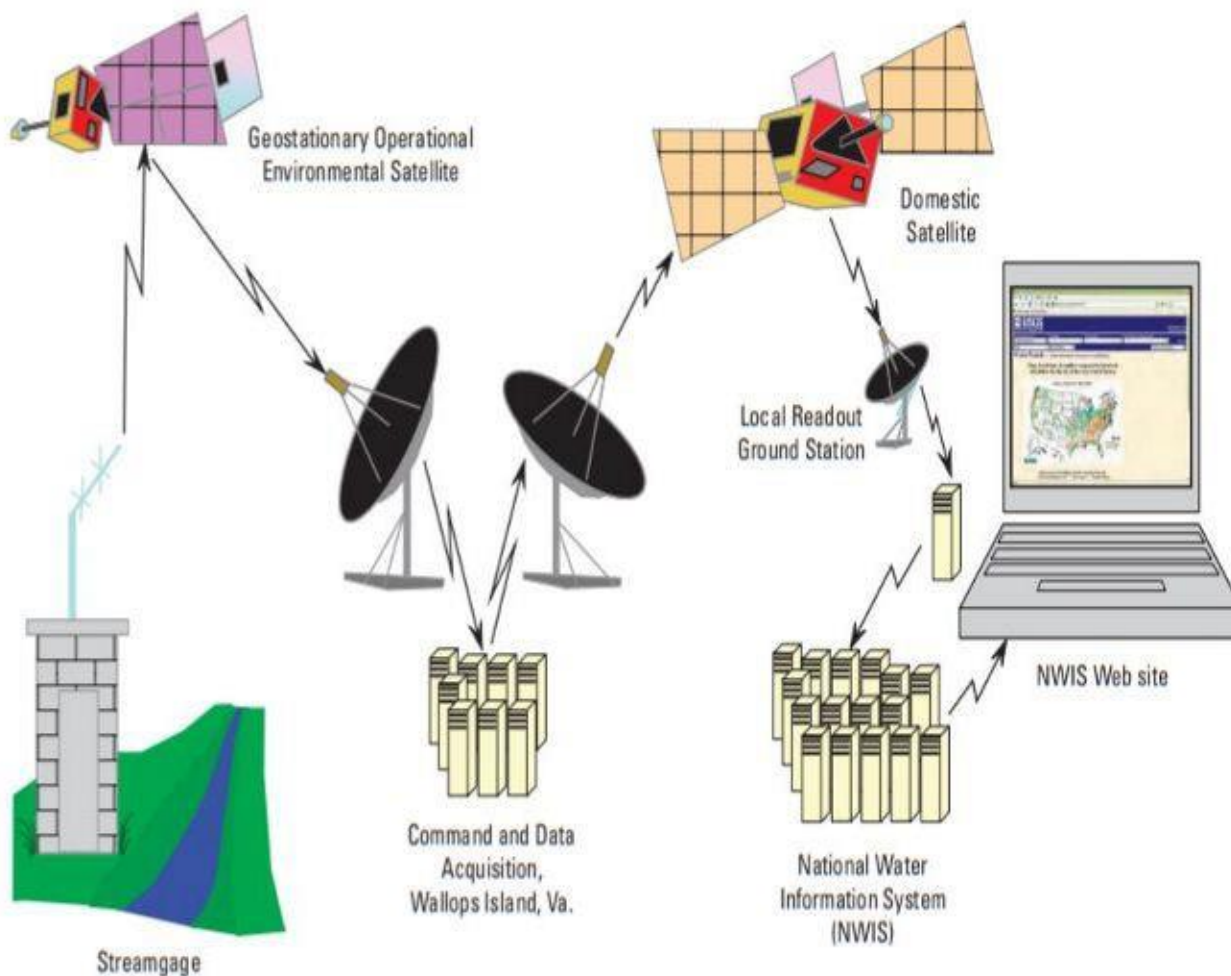 Geostationary Operational
Environmental Satellite
Domestic
Satellite
Local Readout
Ground Station
USGS
NWIS Web site
Command and Data
Acquisition,
Wallops Island, Va.
National Water
Information System
(NWIS)
Streamgage